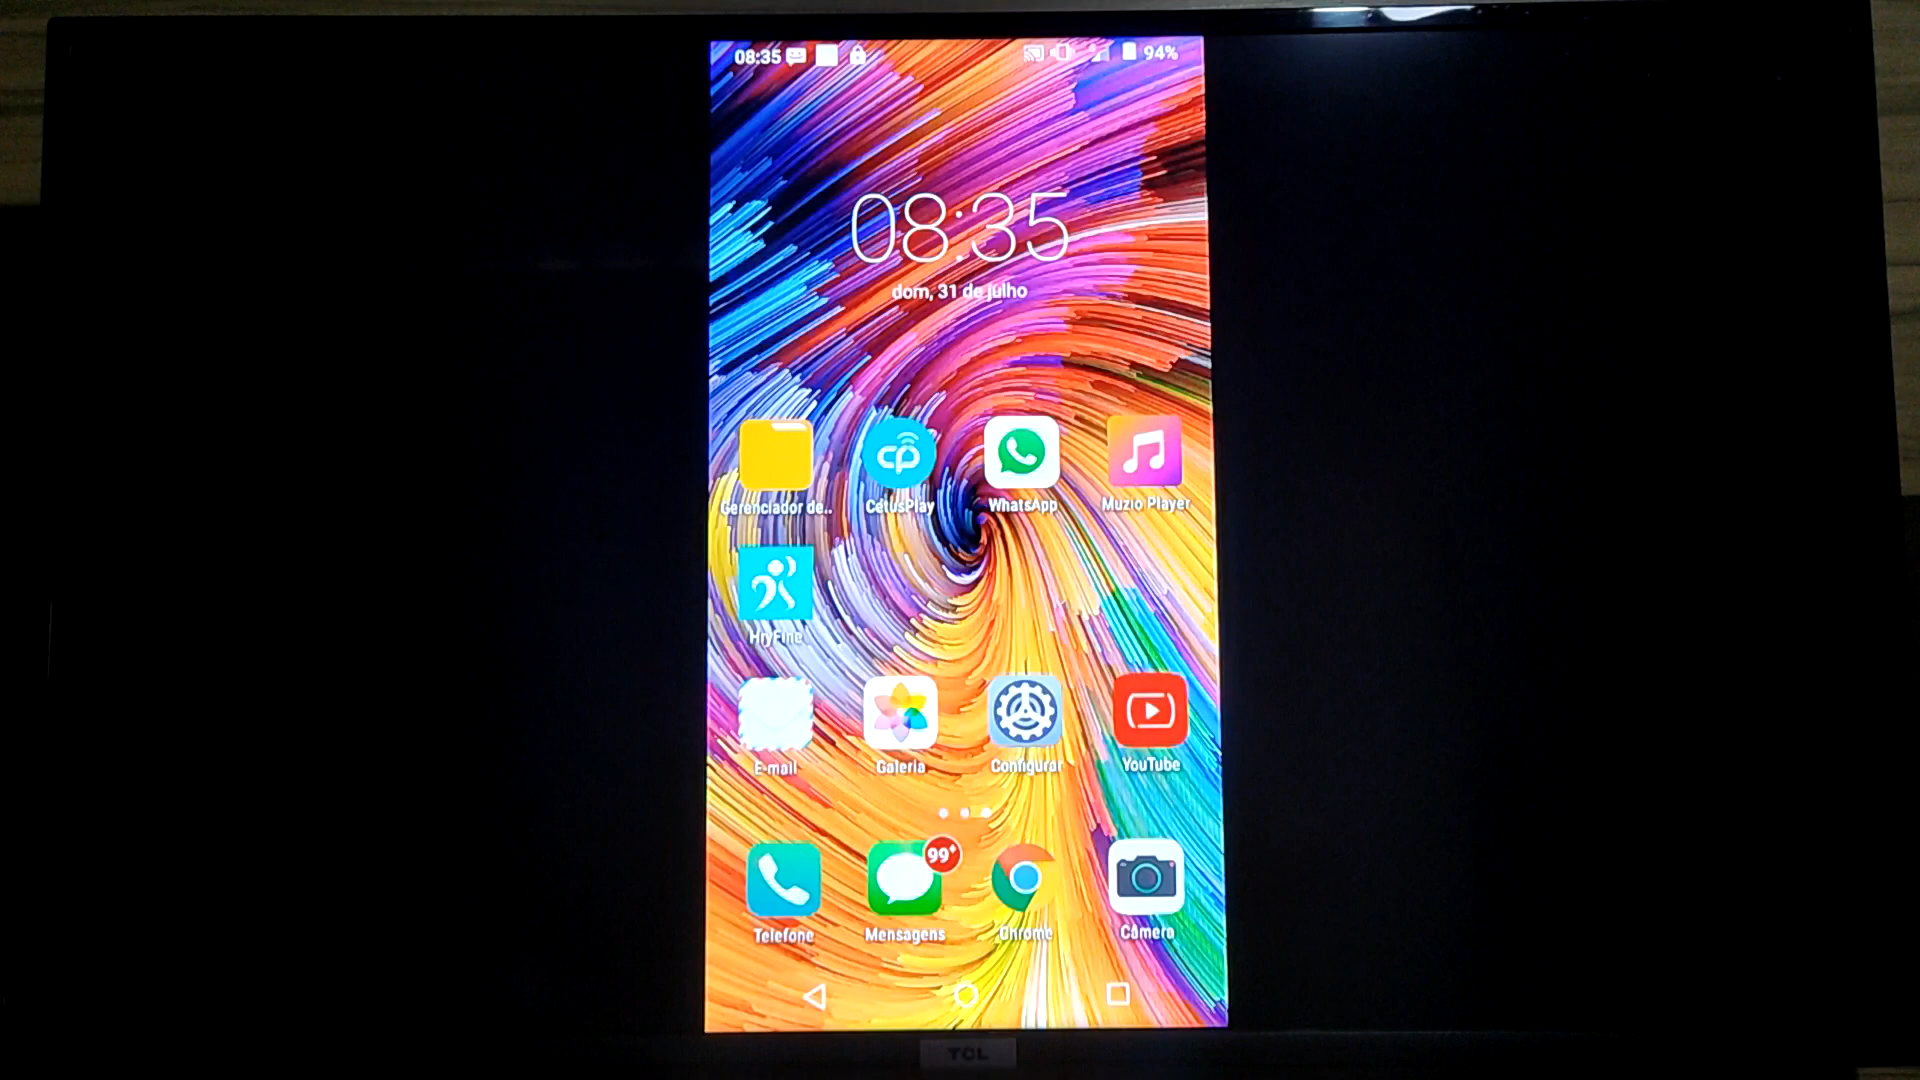 08:35 94%
08:35
dom, 31 de julho
Gerenciador de.. CetusPlay WhatsApp Muzio Player
HryFine
E-mail Galeria Configurar YouTube
99+
Telefone Mensagens Chrome Câmera
TCL